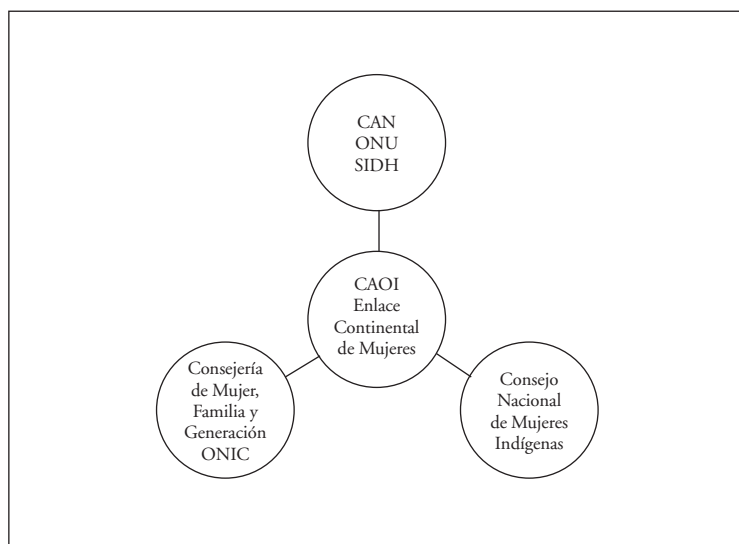 CAN
ONU
SIDH
CAOI
Enlace
Continental
de Mujeres
Consejería
de Mujer,
Familia y
Generación
ONIC
Consejo
Nacional
de Mujeres
Indígenas